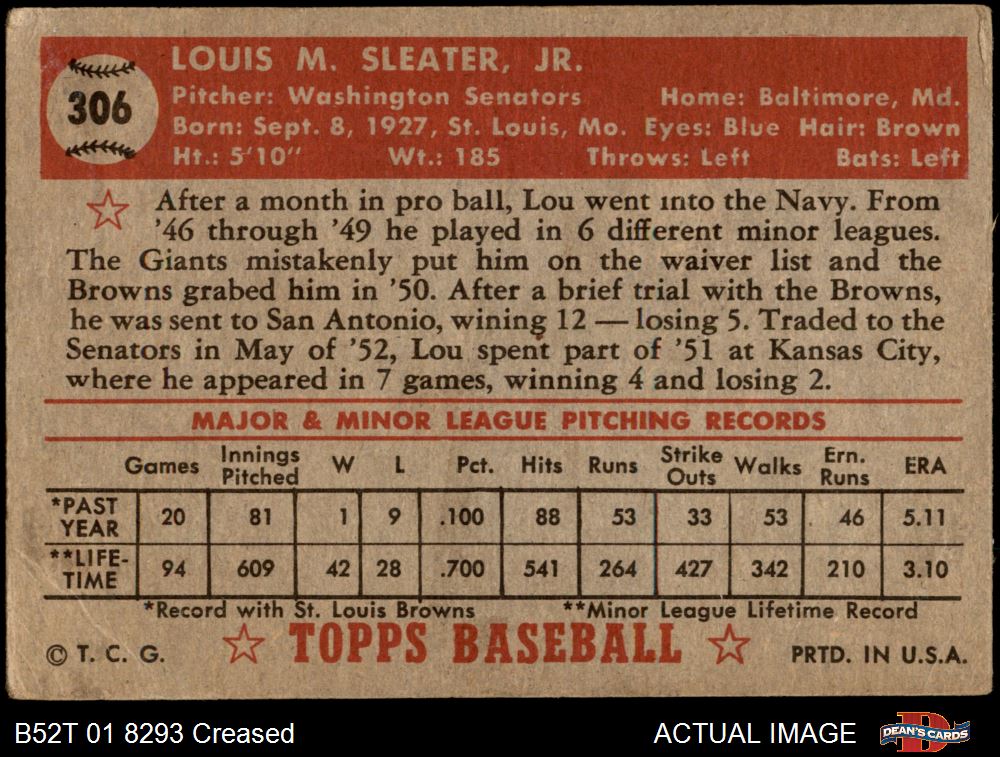 306
LOUIS M. SLEATER, JR.
Pitcher: Washington Senators Home: Baltimore, Md.
Born: Sept. 8, 1927, St. Louis, Mo. Eyes: Blue Hair: Brown
Ht.: 5'10" Wt.: 185 Throws: Left Bats: Left
After a month in pro ball, Lou went into the Navy. From
'46 through '49 he played in 6 different minor leagues.
The Giants mistakenly put him on the waiver list and the
Browns grabed him in '50. After a brief trial with the Browns,
he was sent to San Antonio, wining 12 — losing 5. Traded to the
Senators in May of '52, Lou spent part of '51 at Kansas City,
where he appeared in 7 games, winning 4 and losing 2.
MAJOR & MINOR LEAGUE PITCHING RECORDS
Games Innings Pitched W L Pct. Hits Runs Strike Outs Walks Ern. Runs ERA
*PAST YEAR 20 81 1 9 .100 88 53 33 53 46 5.11
**LIFE-TIME 94 609 42 28 .700 541 264 427 342 210 3.10
*Record with St. Louis Browns **Minor League Lifetime Record
© T. C. G. TOPPS BASEBALL PRTD. IN U.S.A.
B52T 01 8293 Creased ACTUAL IMAGE D DEAN'S CARDS